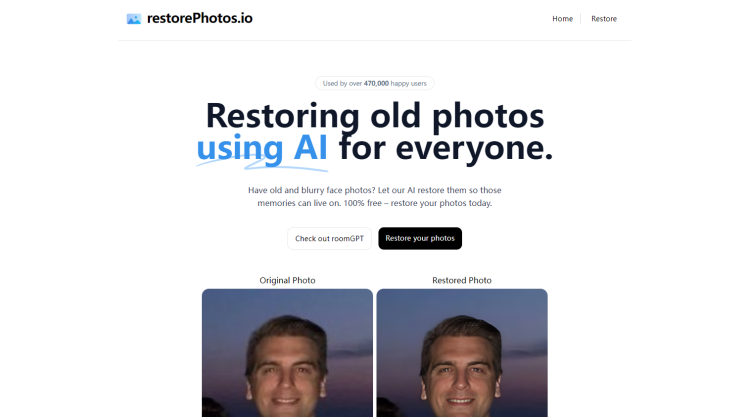 restorePhotos.io
Home
Restore
Used by over 470,000 happy users
Restoring old photos
using AI for everyone.
Have old and blurry face photos? Let our AI restore them so those
memories can live on. 100% free – restore your photos today.
Check out roomGPT
Restore your photos
Original Photo
Restored Photo